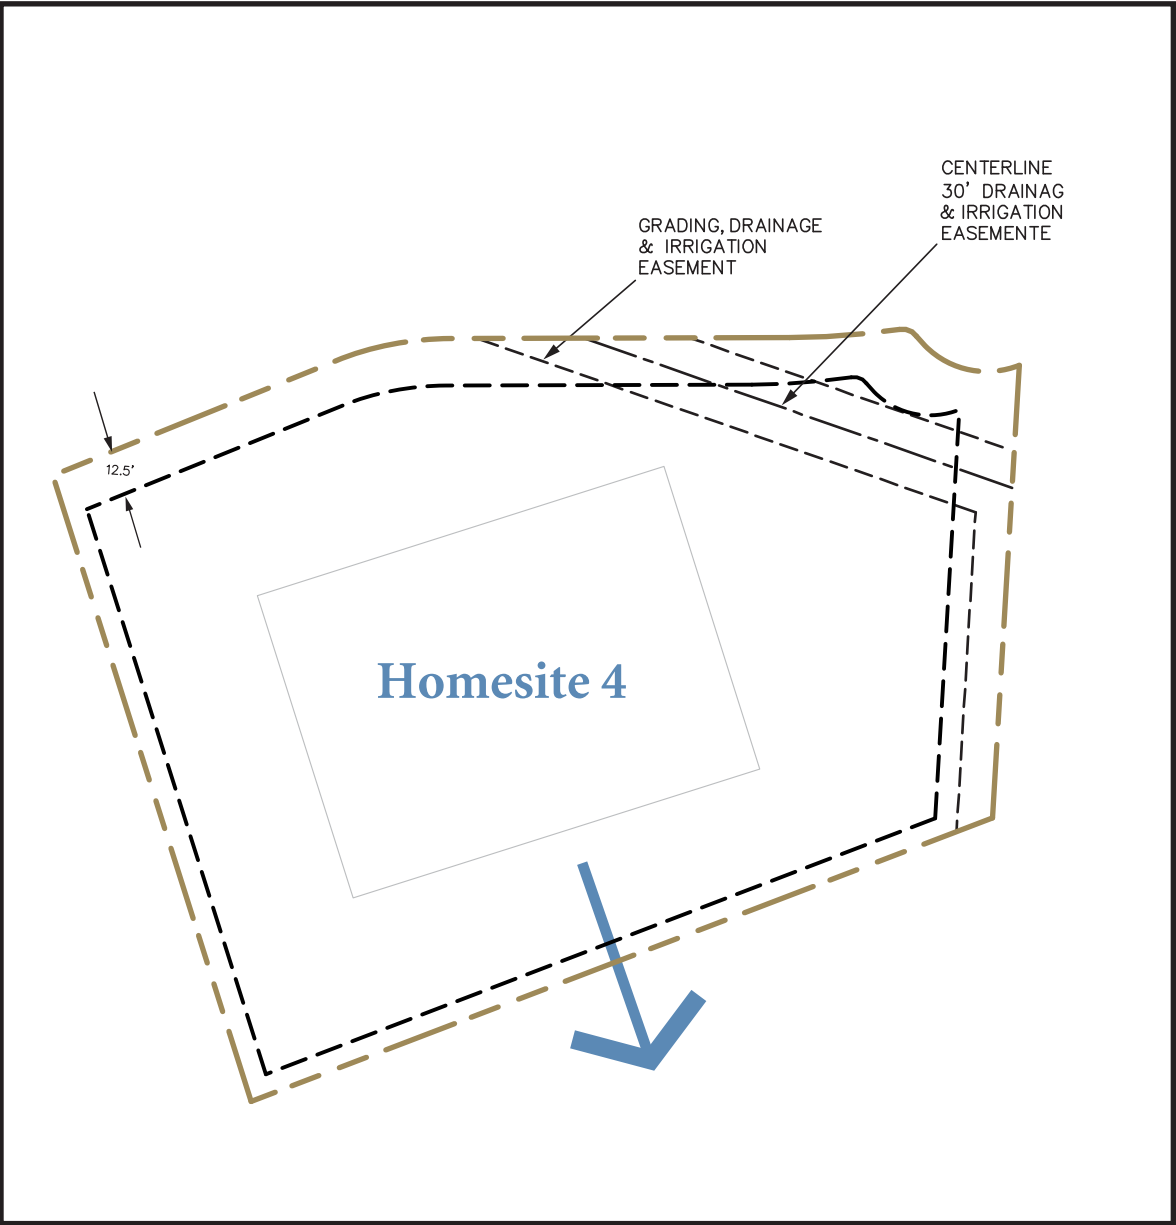 CENTERLINE
30' DRAINAG
& IRRIGATION
EASEMENTE
GRADING, DRAINAGE
& IRRIGATION
EASEMENT
12.5'
Homesite 4